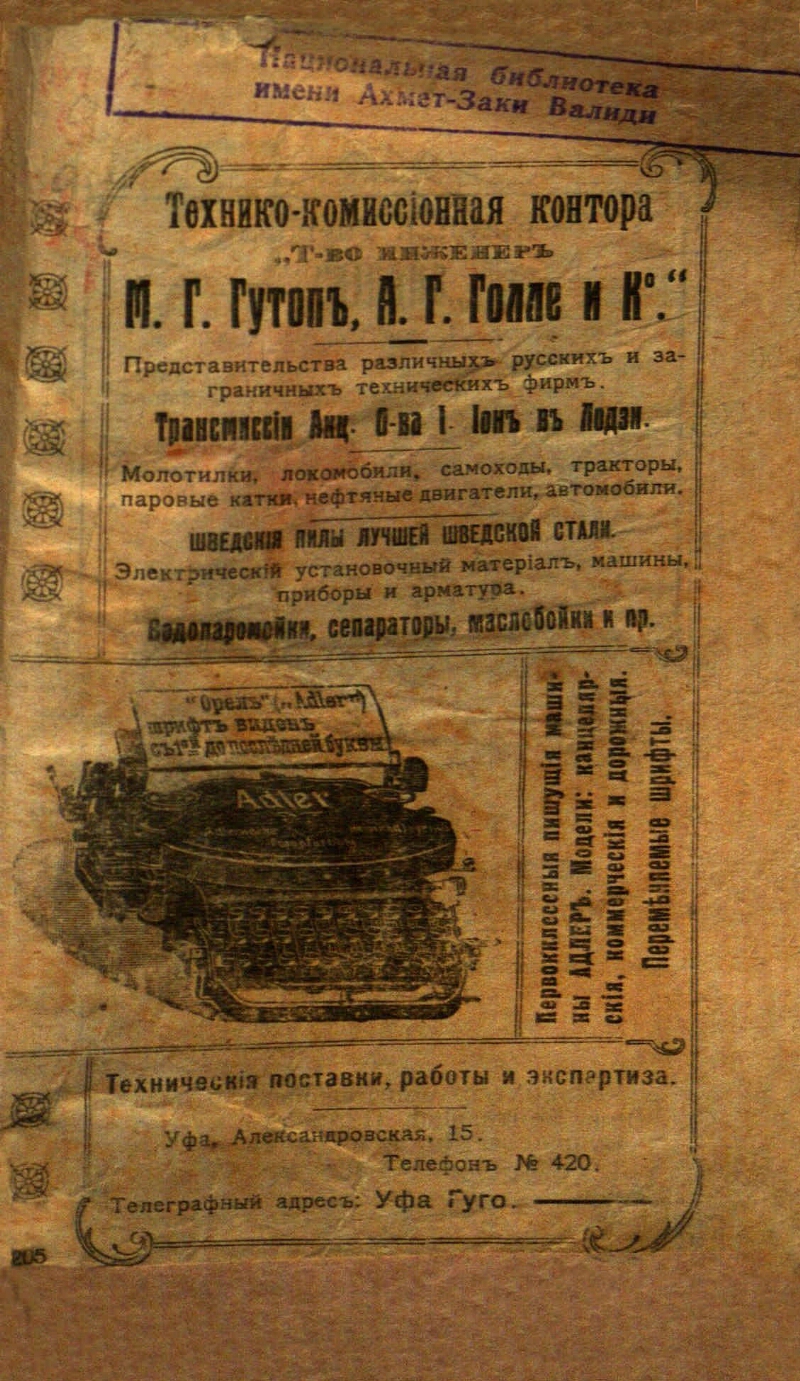 Национальная библиотека
имени Ахмет-Заки Валиди
Технико-комиссіонная контора
„Т-во инженеръ
М. Г. Гутопъ, А. Г. Голле и К°.“
Представительства различныхъ русскихъ и за-
граничныхъ техническихъ фирмъ.
Трансмиссіи Акц. О-ва І. Іонъ въ Лодзи.
Молотилки, локомобили, самоходы, тракторы,
паровые катки, нефтяные двигатели, автомобили.
шведскія пилы лучшей шведской стали.
Электрическій установочный матеріалъ, машины,
приборы и арматура.
сепараторы, маслобойки и пр.
"Орелъ"
шрифтъ виденъ
Adler
Первоклассныя пишущія маши-
ны АДЛЕРЪ. Модели: канцеляр-
скія, коммерческія и дорожныя.
Перемѣняемые шрифты.
Техническія поставки, работы и экспертиза.
Уфа, Александровская, 15.
Телефонъ № 420.
Телеграфный адресъ: Уфа Гуго.
205